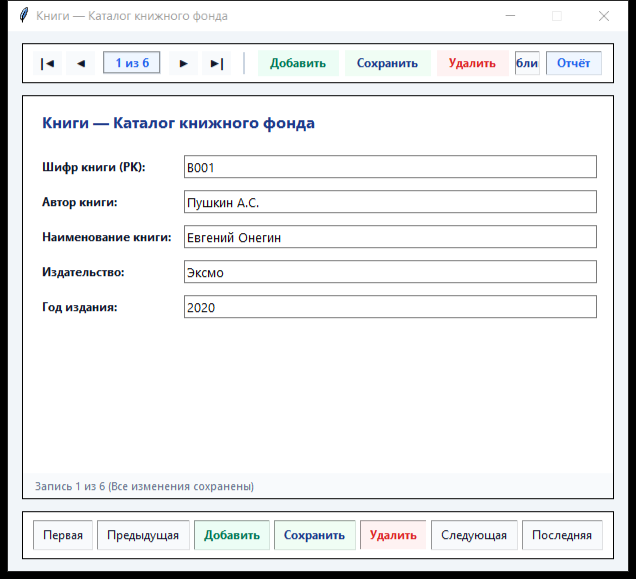 Книги — Каталог книжного фонда
|◄ ◄ 1 из 6 ► ►| Добавить Сохранить Удалить бли Отчёт
Книги — Каталог книжного фонда
Шифр книги (PK): B001
Автор книги: Пушкин А.С.
Наименование книги: Евгений Онегин
Издательство: Эксмо
Год издания: 2020
Запись 1 из 6 (Все изменения сохранены)
Первая Предыдущая Добавить Сохранить Удалить Следующая Последняя